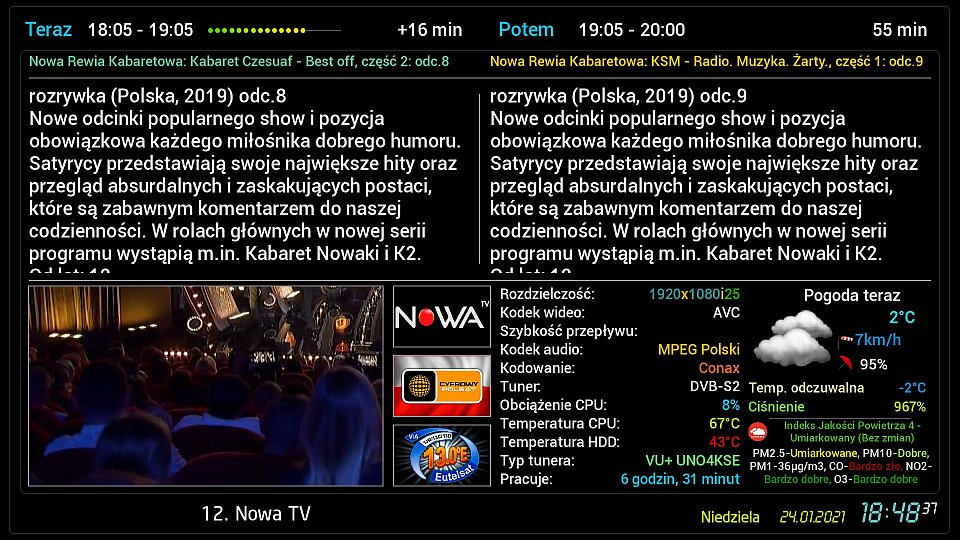 Teraz 18:05 - 19:05 +16 min
Potem 19:05 - 20:00 55 min
Nowa Rewia Kabaretowa: Kabaret Czesuaf - Best off, część 2: odc.8
rozrywka (Polska, 2019) odc.8
Nowe odcinki popularnego show i pozycja
obowiązkowa każdego miłośnika dobrego humoru.
Satyrycy przedstawiają swoje największe hity oraz
przegląd absurdalnych i zaskakujących postaci,
które są zabawnym komentarzem do naszej
codzienności. W rolach głównych w nowej serii
programu wystąpią m.in. Kabaret Nowaki i K2.
Nowa Rewia Kabaretowa: KSM - Radio. Muzyka. Żarty., część 1: odc.9
rozrywka (Polska, 2019) odc.9
Nowe odcinki popularnego show i pozycja
obowiązkowa każdego miłośnika dobrego humoru.
Satyrycy przedstawiają swoje największe hity oraz
przegląd absurdalnych i zaskakujących postaci,
które są zabawnym komentarzem do naszej
codzienności. W rolach głównych w nowej serii
programu wystąpią m.in. Kabaret Nowaki i K2.
NOWA TV
CYFROWY
POLSAT
13.0°E
Eutelsat
Rozdzielczość: 1920x1080i25
Kodek wideo: AVC
Szybkość przepływu:
Kodek audio: MPEG Polski
Kodowanie: Conax
Tuner: DVB-S2
Obciążenie CPU: 8%
Temperatura CPU: 67°C
Temperatura HDD: 43°C
Typ tunera: VU+ UNO4KSE
Pracuje: 6 godzin, 31 minut
Pogoda teraz
2°C
7km/h
95%
Temp. odczuwalna -2°C
Ciśnienie 967%
Indeks Jakości Powietrza 4 -
Umiarkowany (Bez zmian)
PM2.5-Umiarkowane, PM10-Dobre,
PM1-36µg/m3, CO-Bardzo złe, NO2-
Bardzo dobre, O3-Bardzo dobre
12. Nowa TV
Niedziela 24.01.2021 18:48 37